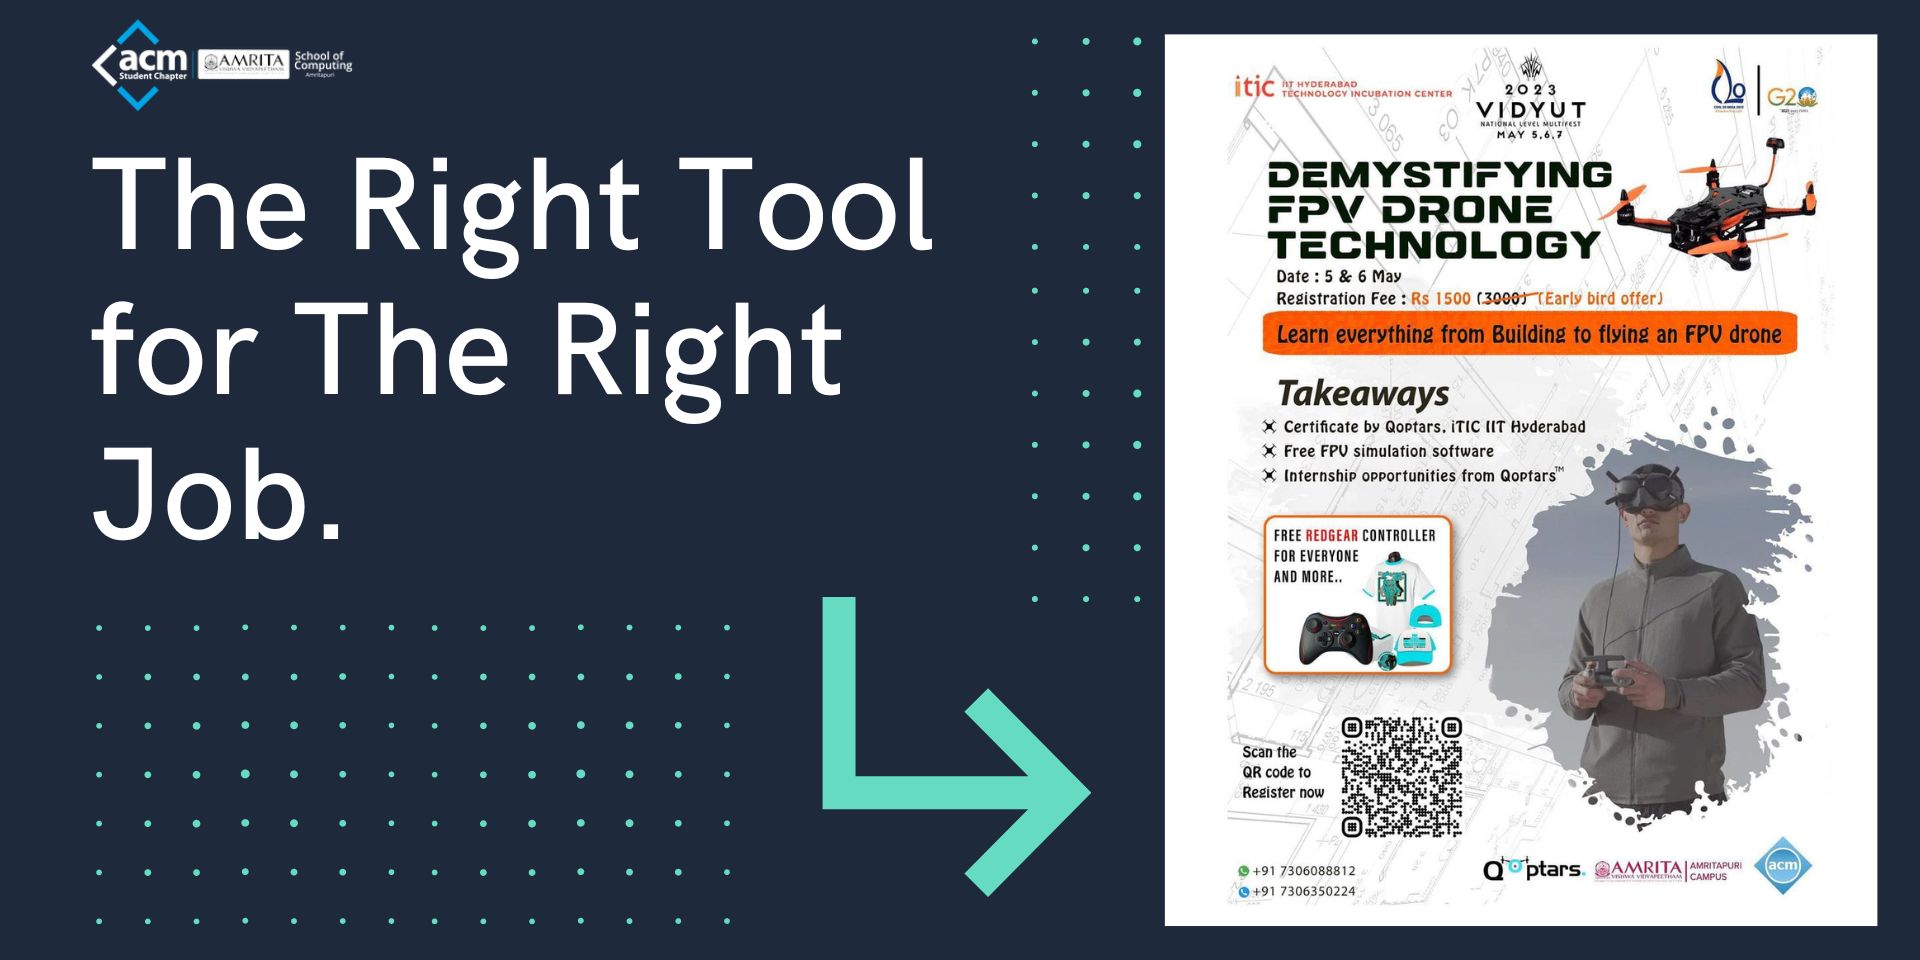 acm
Student Chapter
AMRITA
VISHWA VIDYAPEETHAM
School of
Computing
Amritapuri
The Right Tool
for The Right
Job.
itic IIT HYDERABAD
TECHNOLOGY INCUBATION CENTER
2023
VIDYUT
NATIONAL LEVEL MULTIFEST
MAY 5,6,7
G20
DEMYSTIFYING
FPV DRONE
TECHNOLOGY
Date : 5 & 6 May
Registration Fee : Rs 1500 (3000) (Early bird offer)
Learn everything from Building to flying an FPV drone
Takeaways
Certificate by Qoptars, iTIC IIT Hyderabad
Free FPV simulation software
Internship opportunities from Qoptars™
FREE REDGEAR CONTROLLER
FOR EVERYONE
AND MORE..
Scan the
QR code to
Register now
+91 7306088812
+91 7306350224
Qoptars.
AMRITA
VISHWA VIDYAPEETHAM
AMRITAPURI
CAMPUS
acm